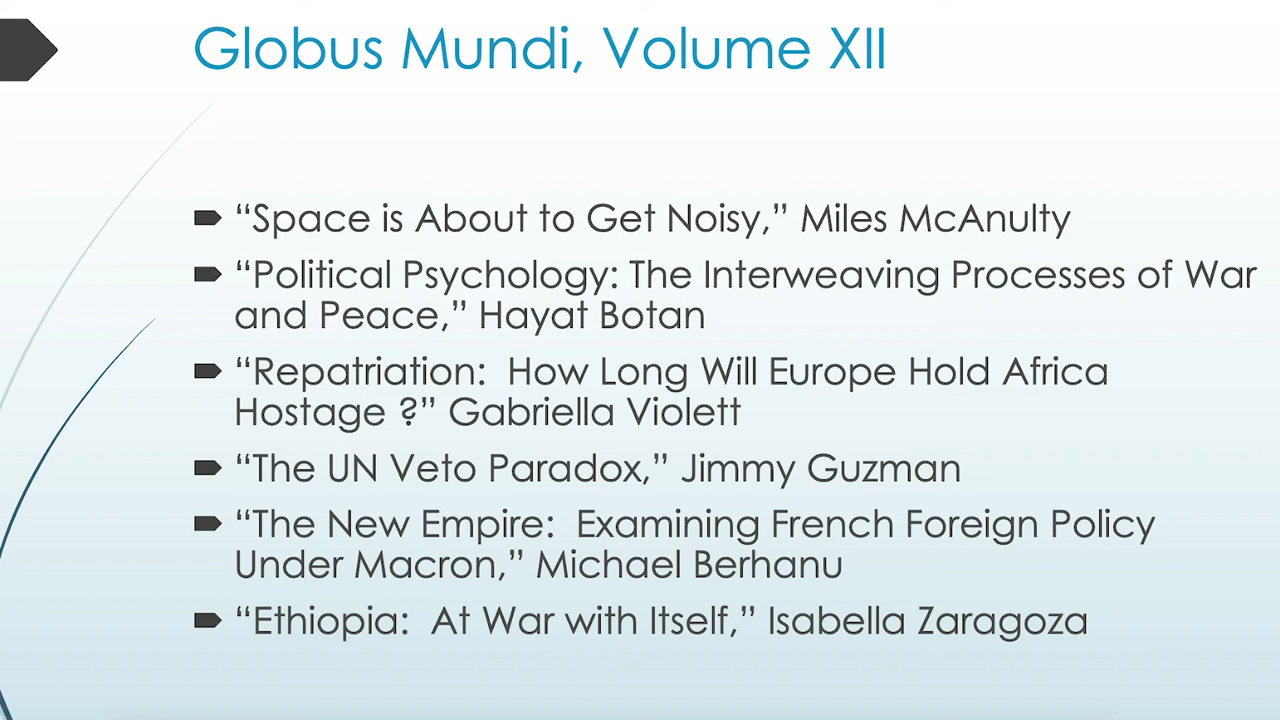 Globus Mundi, Volume XII
“Space is About to Get Noisy,” Miles McAnulty
“Political Psychology: The Interweaving Processes of War
and Peace,” Hayat Botan
“Repatriation:  How Long Will Europe Hold Africa
Hostage ?” Gabriella Violett
“The UN Veto Paradox,” Jimmy Guzman
“The New Empire:  Examining French Foreign Policy
Under Macron,” Michael Berhanu
“Ethiopia:  At War with Itself,” Isabella Zaragoza